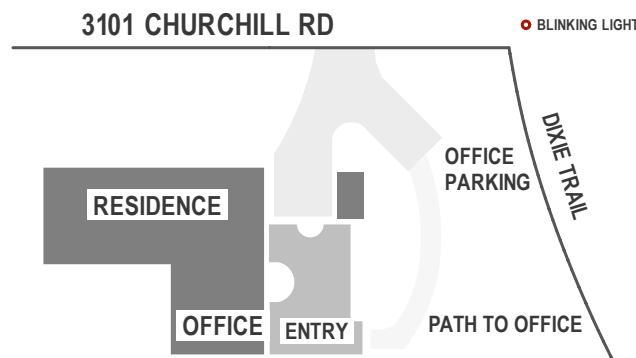 3101 CHURCHILL RD
BLINKING LIGHT
DIXIE TRAIL
OFFICE
PARKING
RESIDENCE
OFFICE
ENTRY
PATH TO OFFICE